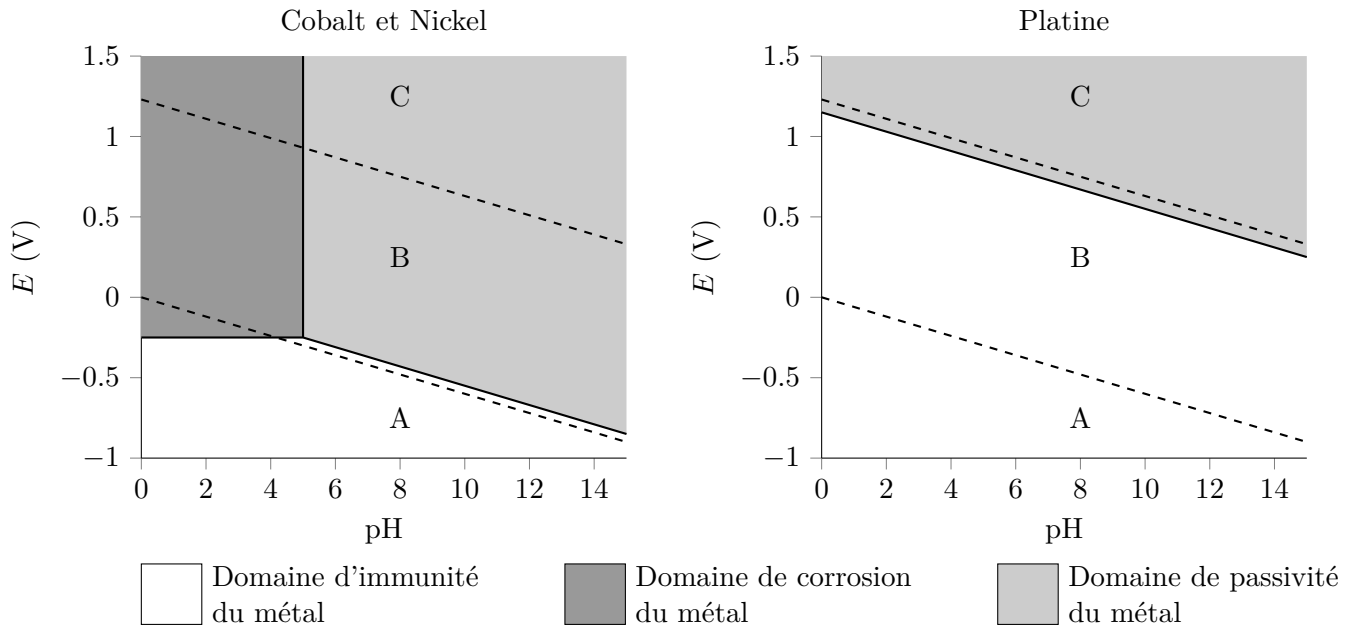 Cobalt et Nickel
1.5
1
0.5
0
−0.5
−1
E (V)
C
B
A
0 2 4 6 8 10 12 14
pH
Platine
1.5
1
0.5
0
−0.5
−1
E (V)
C
B
A
0 2 4 6 8 10 12 14
pH
Domaine d'immunité
du métal
Domaine de corrosion
du métal
Domaine de passivité
du métal